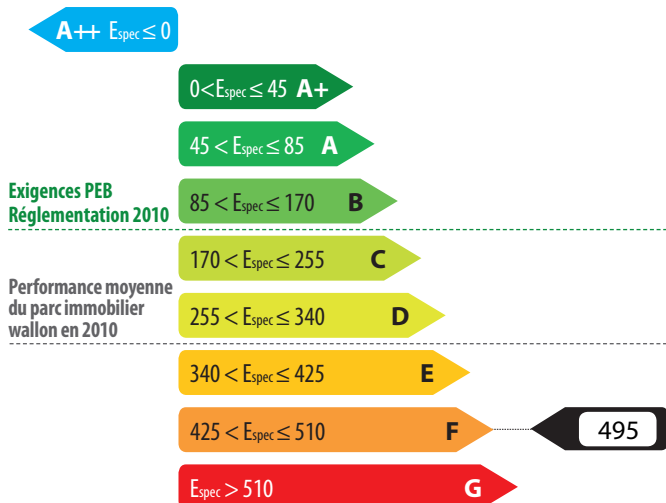 A++ Espec ≤ 0
0 < Espec ≤ 45 A+
45 < Espec ≤ 85 A
Exigences PEB
Réglementation 2010
85 < Espec ≤ 170 B
170 < Espec ≤ 255 C
Performance moyenne
du parc immobilier
wallon en 2010
255 < Espec ≤ 340 D
340 < Espec ≤ 425 E
425 < Espec ≤ 510 F 495
Espec > 510 G